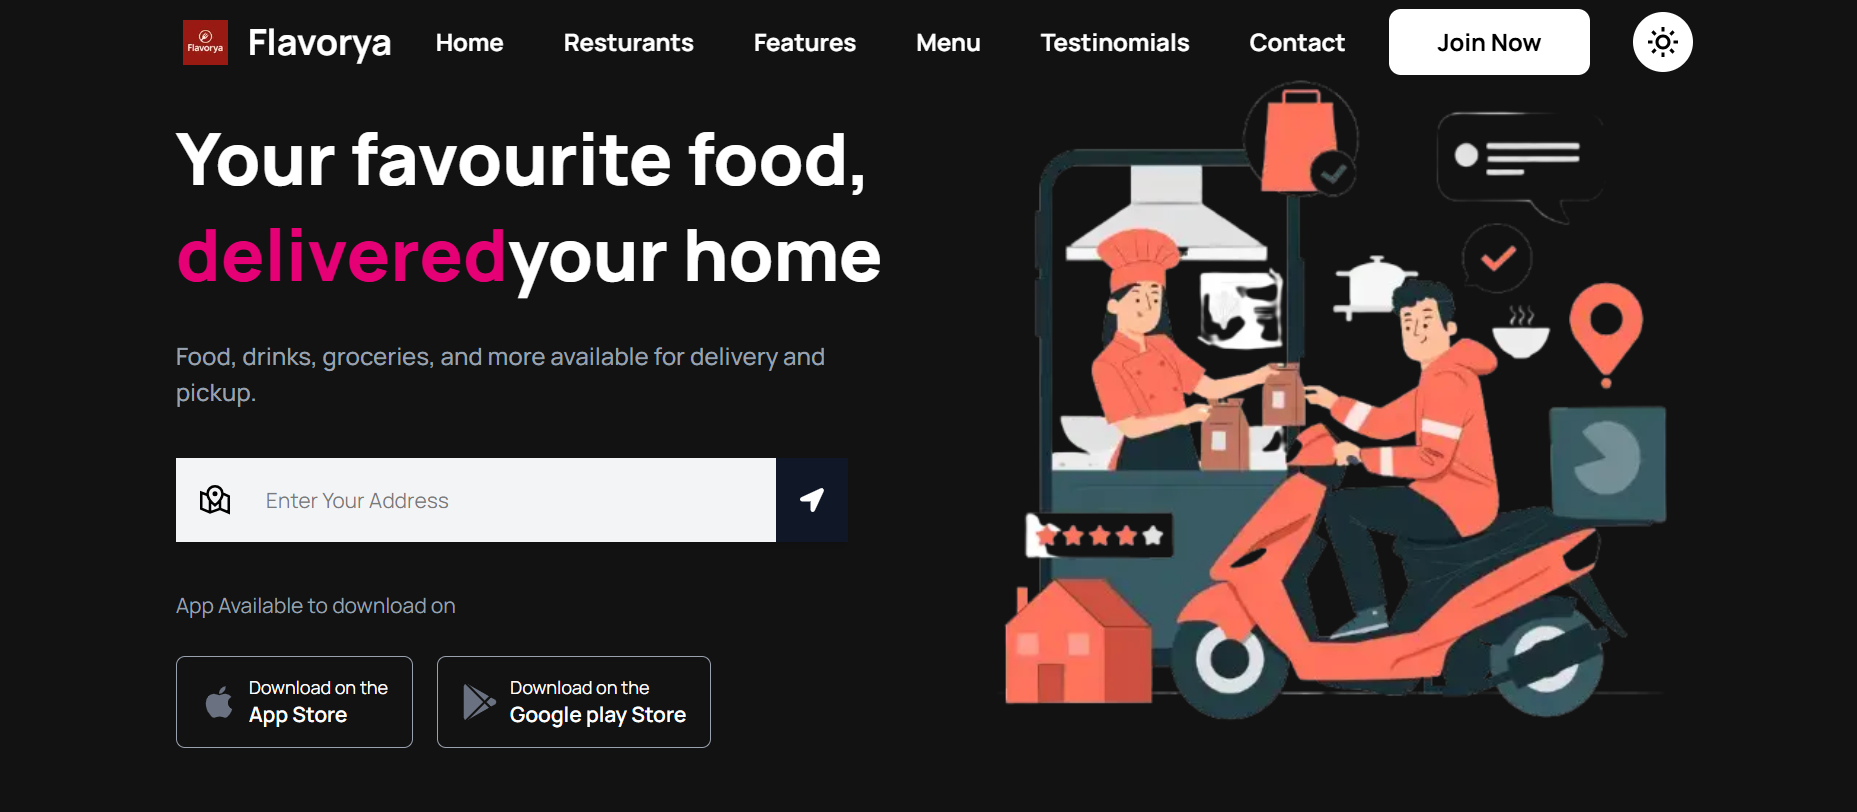 Flavorya
Flavorya
Home
Resturants
Features
Menu
Testinomials
Contact
Join Now
Your favourite food,
deliveredyour home
Food, drinks, groceries, and more available for delivery and
pickup.
Enter Your Address
App Available to download on
Download on the
App Store
Download on the
Google play Store